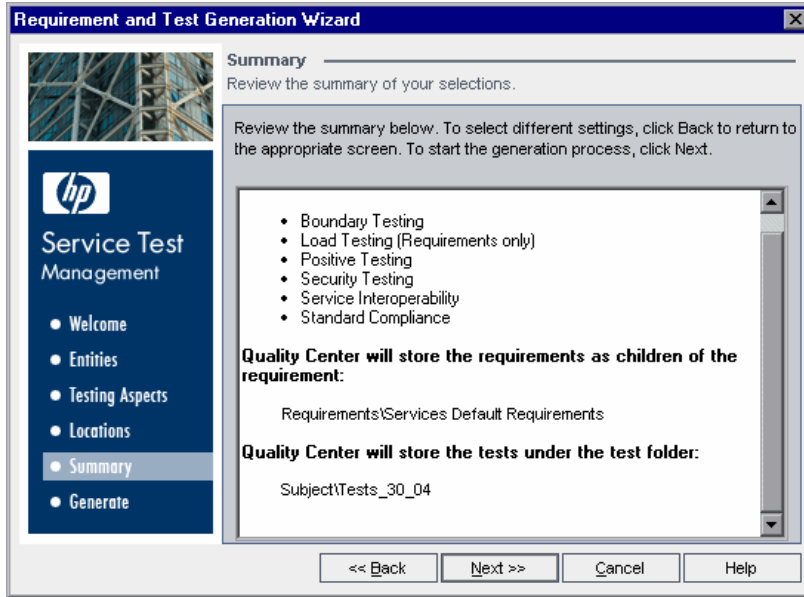 Requirement and Test Generation Wizard
Summary
Review the summary of your selections.
Review the summary below. To select different settings, click Back to return to
the appropriate screen. To start the generation process, click Next.
hp
Service Test
Management
• Welcome
• Entities
• Testing Aspects
• Locations
• Summary
• Generate
• Boundary Testing
• Load Testing (Requirements only)
• Positive Testing
• Security Testing
• Service Interoperability
• Standard Compliance
Quality Center will store the requirements as children of the
requirement:
Requirements\Services Default Requirements
Quality Center will store the tests under the test folder:
Subject\Tests_30_04
<< Back
Next >>
Cancel
Help